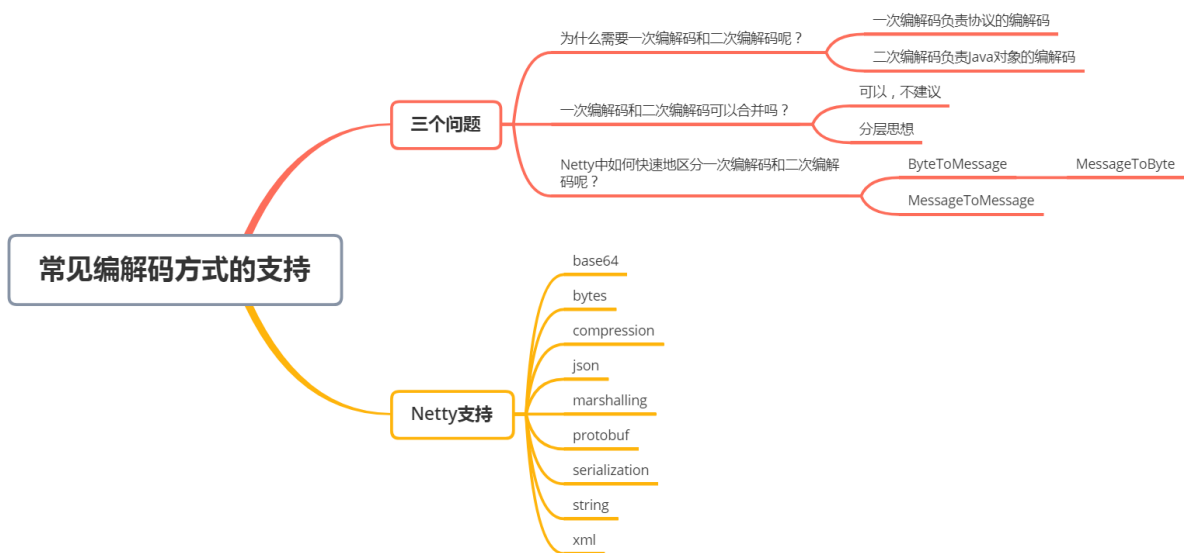 常见编解码方式的支持
三个问题
为什么需要一次编解码和二次编解码呢？
一次编解码负责协议的编解码
二次编解码负责Java对象的编解码
一次编解码和二次编解码可以合并吗？
可以，不建议
分层思想
Netty中如何快速地区分一次编解码和二次编解
码呢？
ByteToMessage
MessageToByte
MessageToMessage
Netty支持
base64
bytes
compression
json
marshalling
protobuf
serialization
string
xml